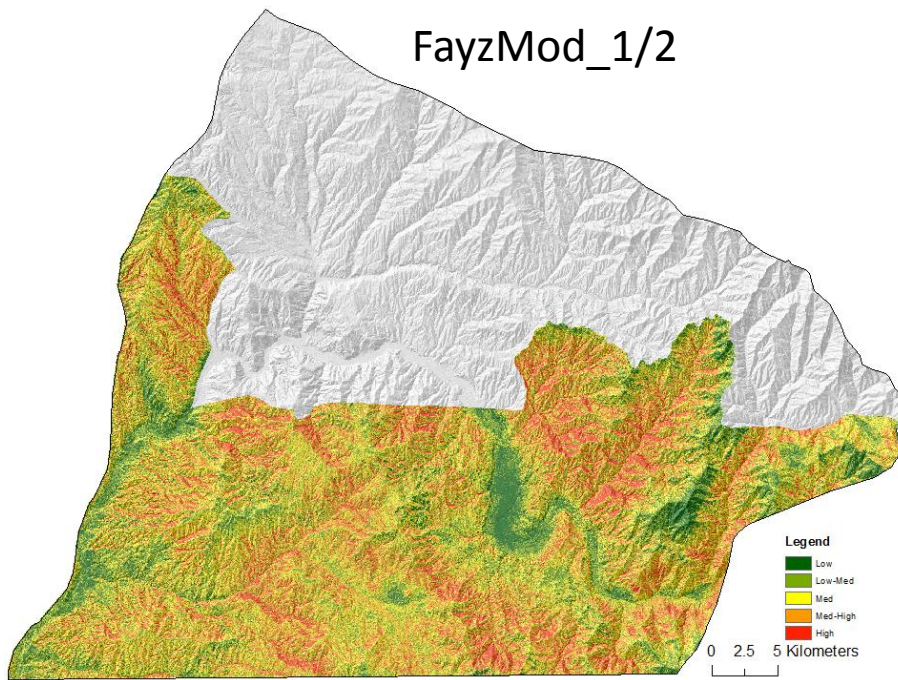 FayzMod_1/2
Legend
Low
Low-Med
Med
Med-High
High
0 2.5 5 Kilometers